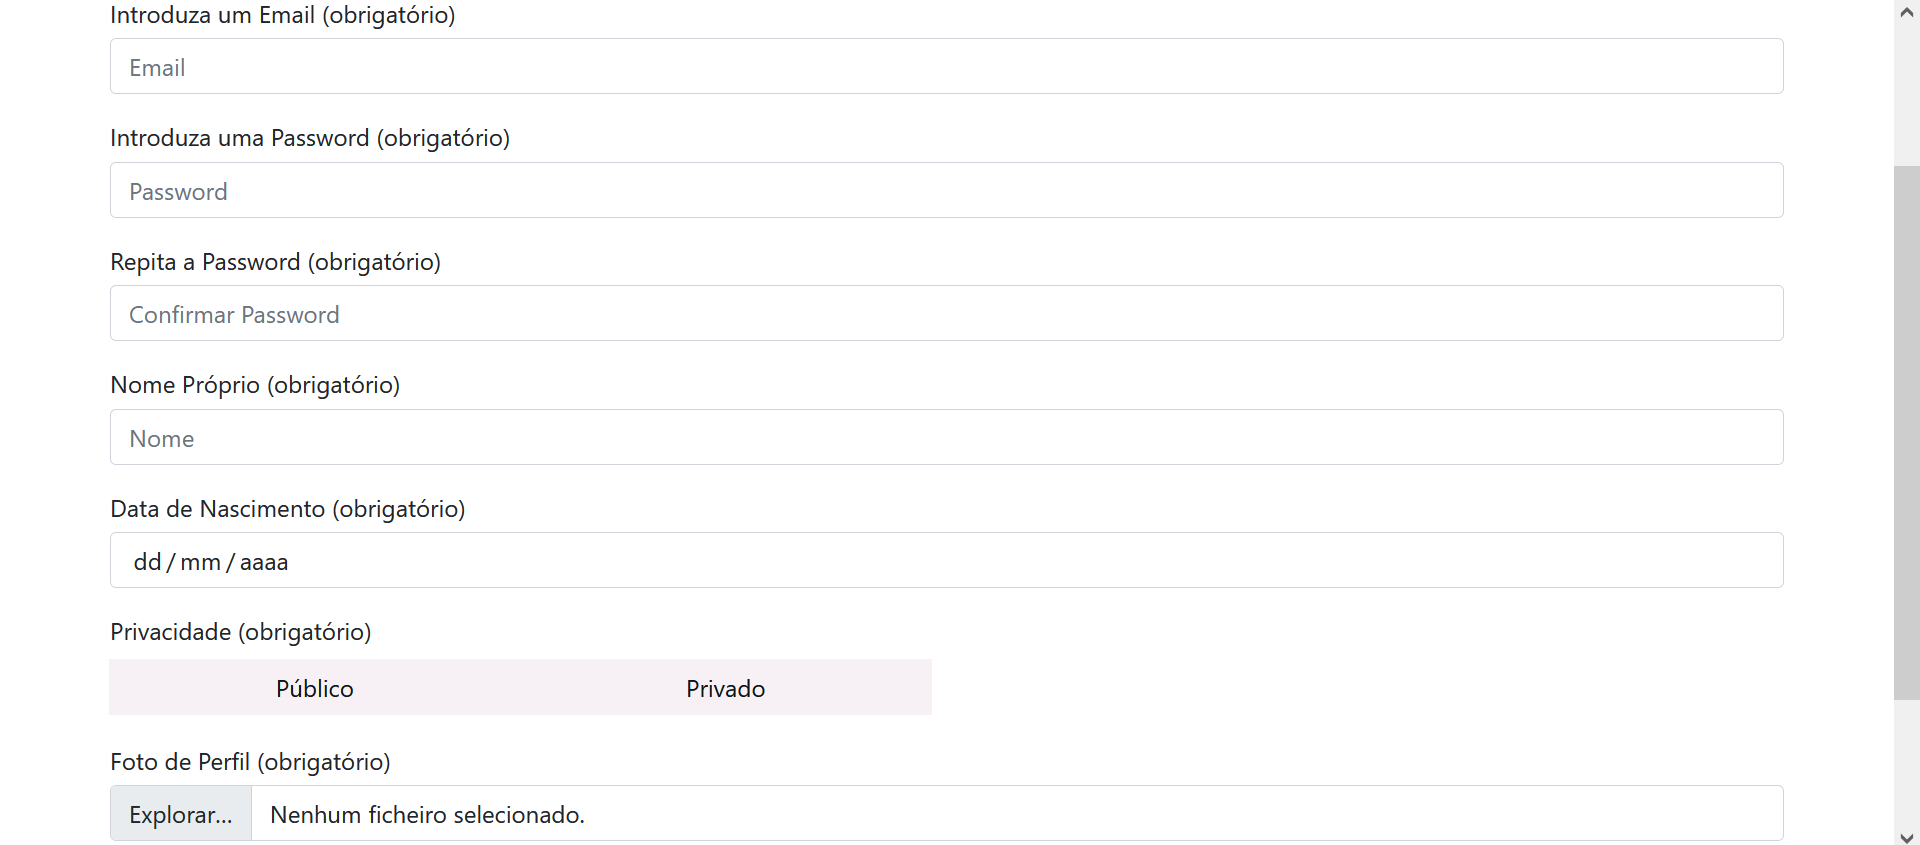 Introduza um Email (obrigatório)
Email
Introduza uma Password (obrigatório)
Password
Repita a Password (obrigatório)
Confirmar Password
Nome Próprio (obrigatório)
Nome
Data de Nascimento (obrigatório)
dd / mm / aaaa
Privacidade (obrigatório)
Público Privado
Foto de Perfil (obrigatório)
Explorar... Nenhum ficheiro selecionado.